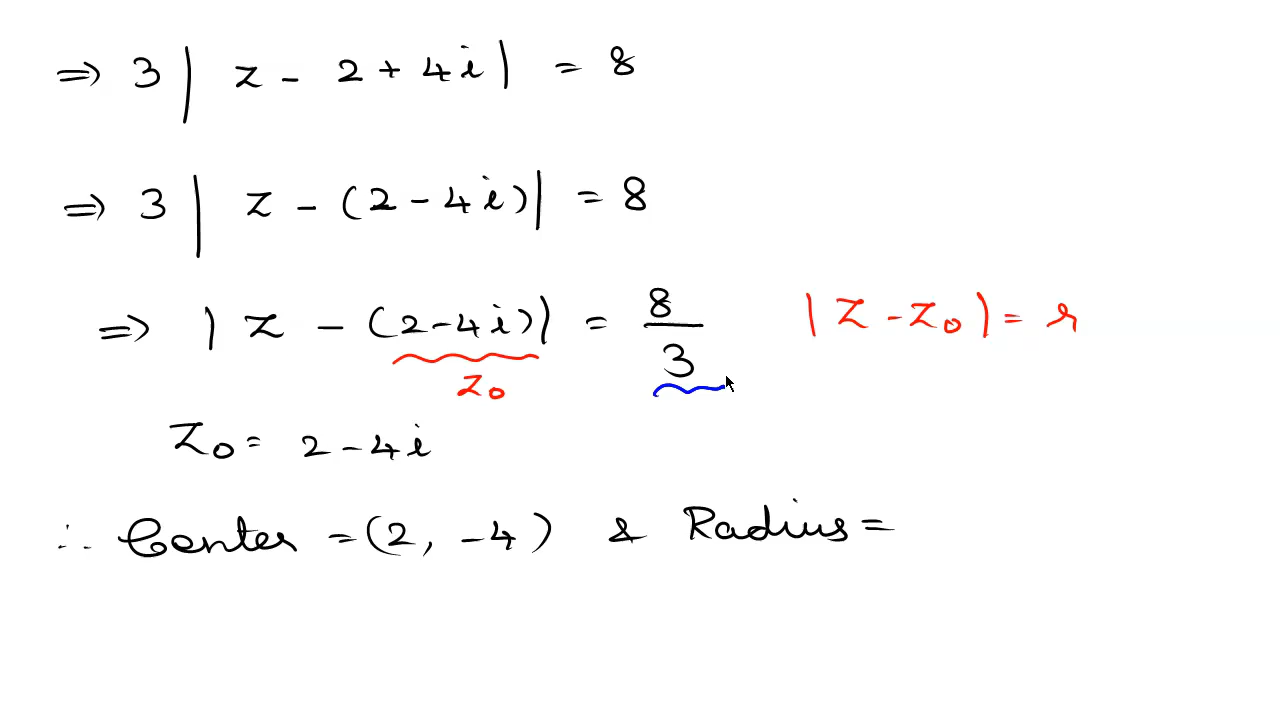 ⇒ 3 | z - 2 + 4i | = 8
⇒ 3 | z - (2 - 4i) | = 8
⇒ | z - (2-4i) | = 8/3 |z - z₀| = r
z₀
z₀ = 2 - 4i
∴ Center = (2, -4) & Radius =